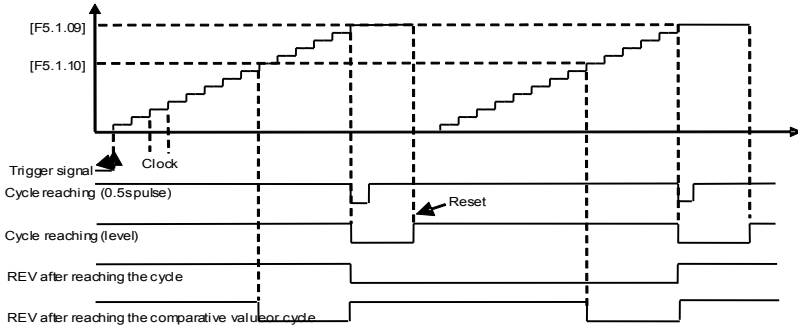 [F5.1.09]
[F5.1.10]
Trigger signal
Clock
Cycle reaching (0.5s pulse)
Reset
Cycle reaching (level)
REV after reaching the cycle
REV after reaching the comparative value or cycle